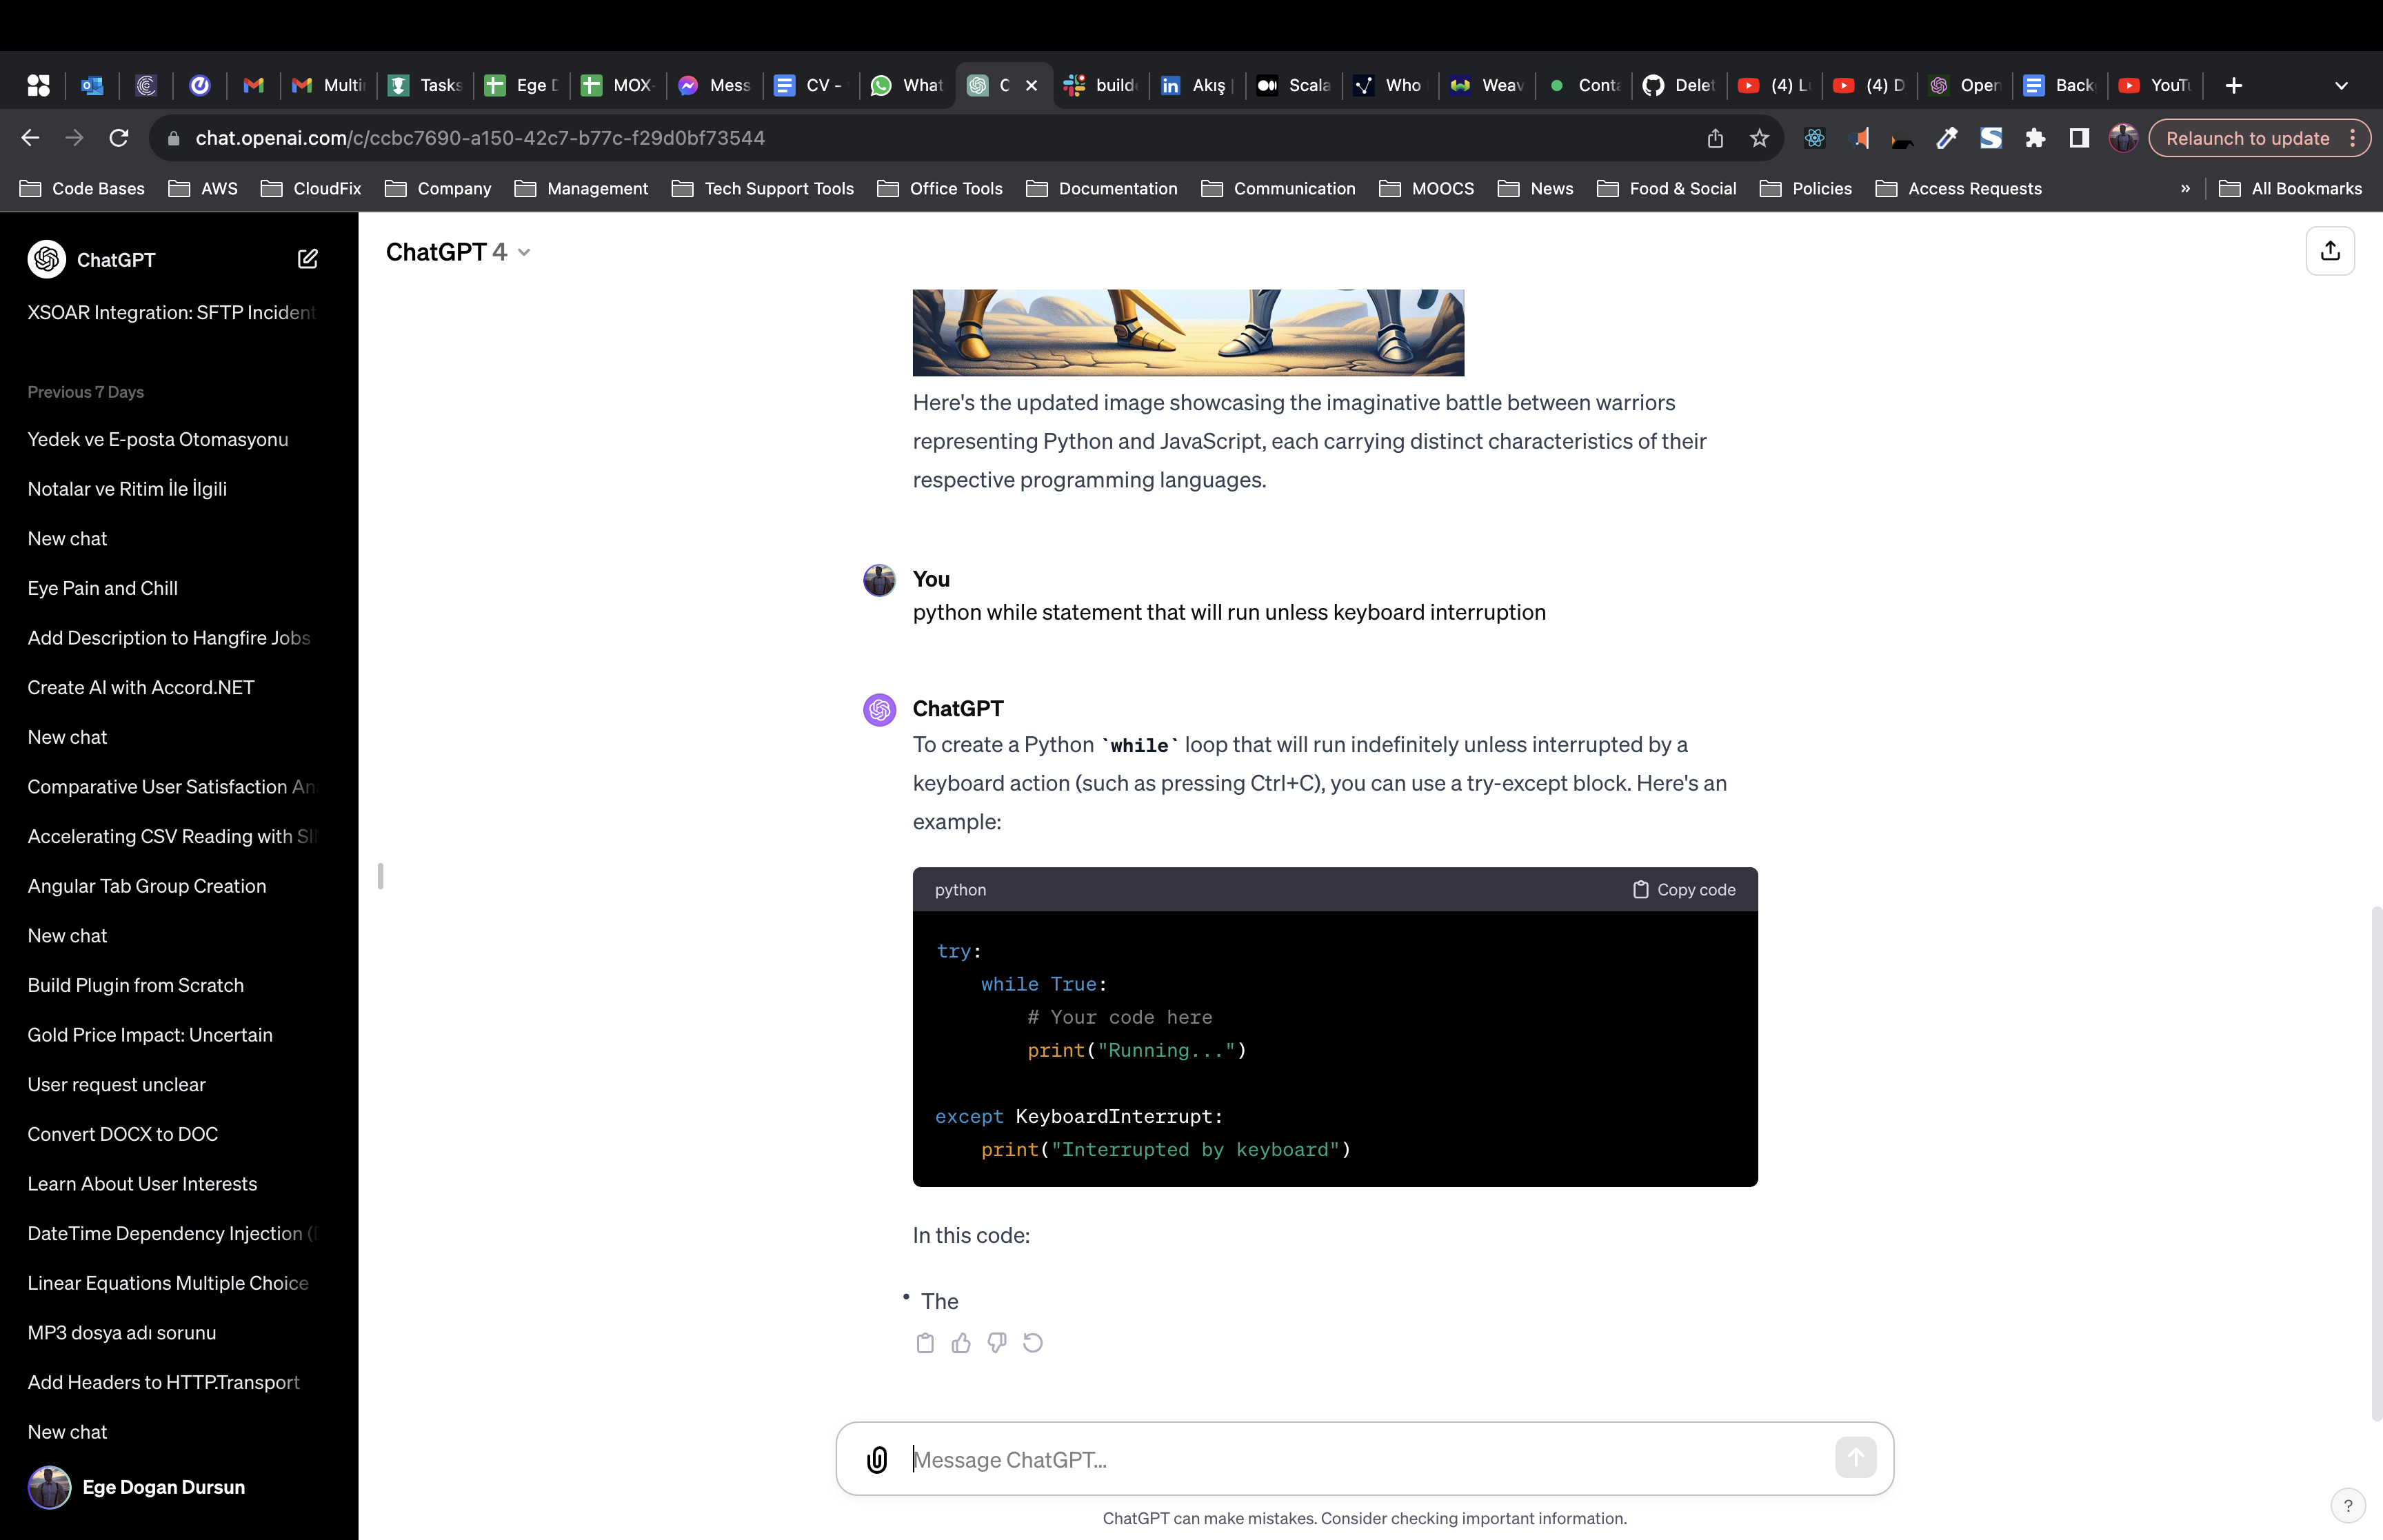 Multi
Tasks
Ege D
MOX-
Mess
CV -
What
C
build
in
Akış
Scala
Who
Weav
Conta
Delet
(4) L
(4) D
Open
Back
YouTu
chat.openai.com/c/ccbc7690-a150-42c7-b77c-f29d0bf73544
Relaunch to update
Code Bases
AWS
CloudFix
Company
Management
Tech Support Tools
Office Tools
Documentation
Communication
MOOCS
News
Food & Social
Policies
Access Requests
»
All Bookmarks
ChatGPT
XSOAR Integration: SFTP Incident
Previous 7 Days
Yedek ve E-posta Otomasyonu
Notalar ve Ritim İle İlgili
New chat
Eye Pain and Chill
Add Description to Hangfire Jobs
Create AI with Accord.NET
New chat
Comparative User Satisfaction An
Accelerating CSV Reading with SI
Angular Tab Group Creation
New chat
Build Plugin from Scratch
Gold Price Impact: Uncertain
User request unclear
Convert DOCX to DOC
Learn About User Interests
DateTime Dependency Injection (
Linear Equations Multiple Choice
MP3 dosya adı sorunu
Add Headers to HTTP.Transport
New chat
Ege Dogan Dursun
ChatGPT 4
Here's the updated image showcasing the imaginative battle between warriors
representing Python and JavaScript, each carrying distinct characteristics of their
respective programming languages.
You
python while statement that will run unless keyboard interruption
ChatGPT
To create a Python `while` loop that will run indefinitely unless interrupted by a
keyboard action (such as pressing Ctrl+C), you can use a try-except block. Here's an
example:
python
Copy code
try:
    while True:
        # Your code here
        print("Running...")
except KeyboardInterrupt:
    print("Interrupted by keyboard")
In this code:
• The
Message ChatGPT...
ChatGPT can make mistakes. Consider checking important information.
?